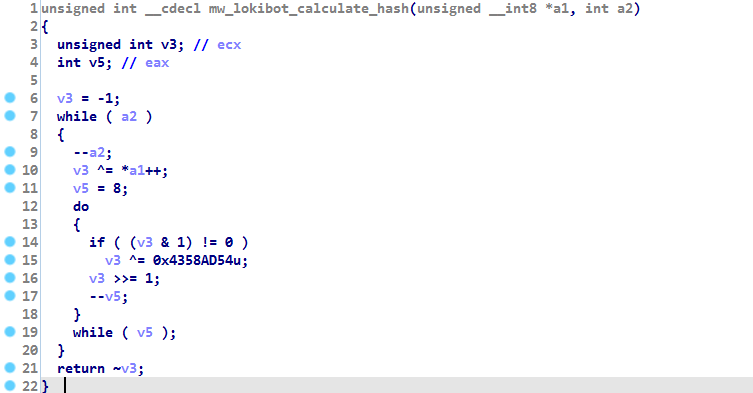 1 unsigned int __cdecl mw_lokibot_calculate_hash(unsigned __int8 *a1, int a2)
2 {
3   unsigned int v3; // ecx
4   int v5; // eax
5
6   v3 = -1;
7   while ( a2 )
8   {
9     --a2;
10     v3 ^= *a1++;
11     v5 = 8;
12     do
13     {
14       if ( (v3 & 1) != 0 )
15         v3 ^= 0x4358AD54u;
16       v3 >>= 1;
17       --v5;
18     }
19     while ( v5 );
20   }
21   return ~v3;
22 }